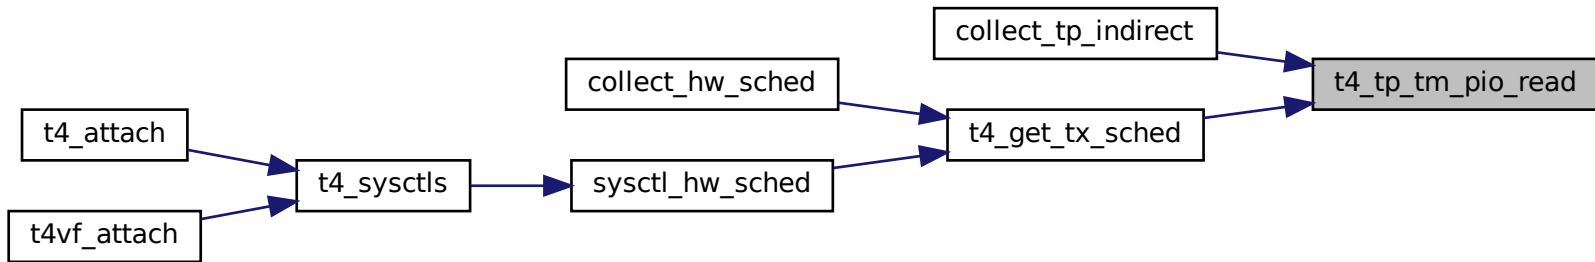 collect_tp_indirect
collect_hw_sched
t4_tp_tm_pio_read
t4_attach
t4_get_tx_sched
t4_sysctls
sysctl_hw_sched
t4vf_attach